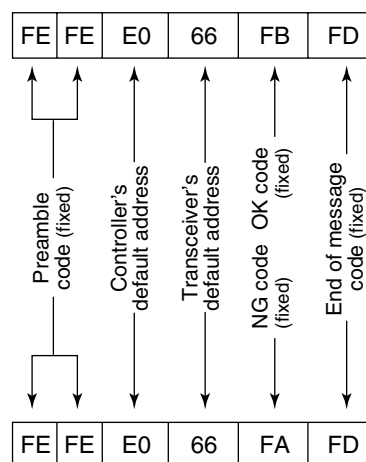 FE FE E0 66 FB FD
Preamble
code (fixed)
Controller's
default address
Transceiver's
default address
OK code
(fixed)
NG code
(fixed)
End of message
code (fixed)
FE FE E0 66 FA FD